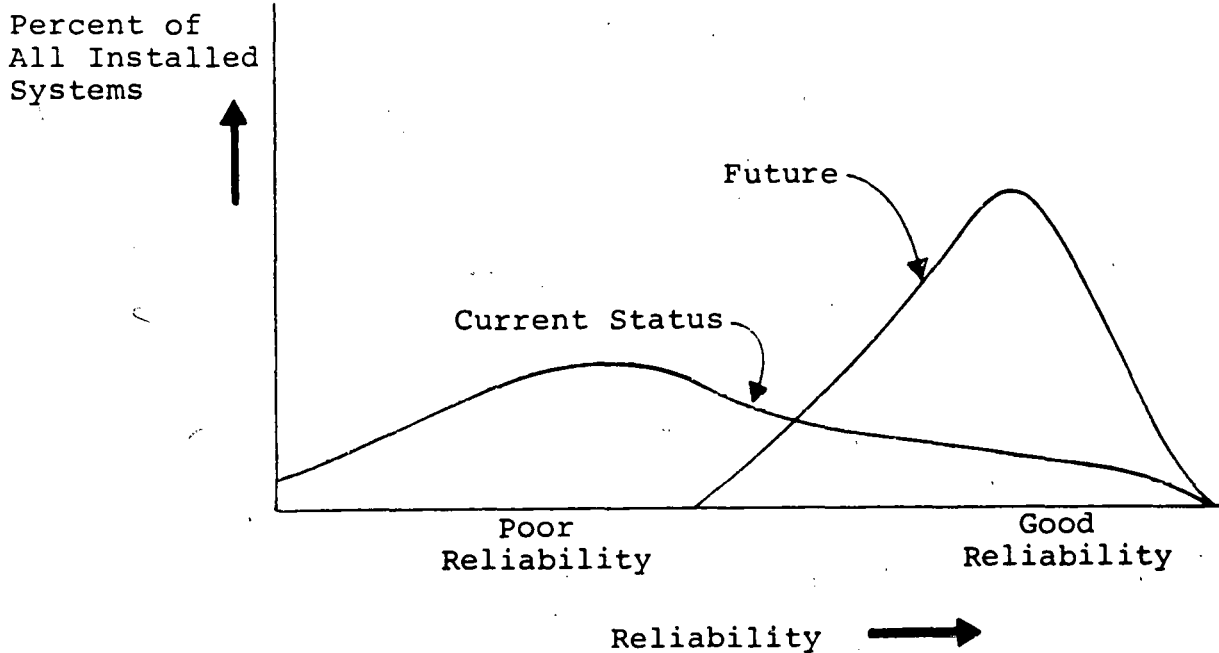 Percent of
All Installed
Systems
Future
Current Status
Poor
Reliability
Good
Reliability
Reliability